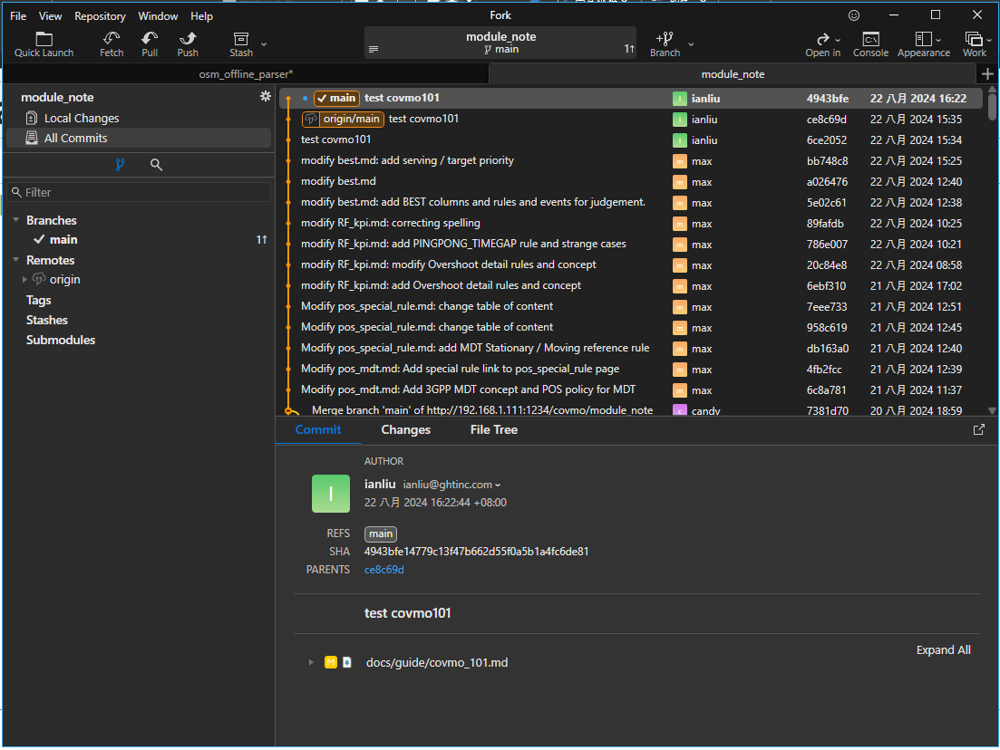 File View Repository Window Help
Fork
Quick Launch Fetch Pull Push Stash
module_note
main 1↑
Branch
Open in Console Appearance Work
osm_offline_parser*
module_note
module_note
Local Changes
All Commits
Filter
Branches
main 1↑
Remotes
origin
Tags
Stashes
Submodules
main test covmo101 ianliu 4943bfe 22 八月 2024 16:22
origin/main test covmo101 ianliu ce8c69d 22 八月 2024 15:35
test covmo101 ianliu 6ce2052 22 八月 2024 15:34
modify best.md: add serving / target priority m max bb748c8 22 八月 2024 15:25
modify best.md m max a026476 22 八月 2024 12:40
modify best.md: add BEST columns and rules and events for judgement. m max 5e02c61 22 八月 2024 12:38
modify RF_kpi.md: correcting spelling m max 89fafdb 22 八月 2024 10:25
modify RF_kpi.md: add PINGPONG_TIMEGAP rule and strange cases m max 786e007 22 八月 2024 10:21
modify RF_kpi.md: modify Overshoot detail rules and concept m max 20c84e8 22 八月 2024 08:58
modify RF_kpi.md: add Overshoot detail rules and concept m max 6ebf310 21 八月 2024 17:02
Modify pos_special_rule.md: change table of content m max 7eee733 21 八月 2024 12:51
Modify pos_special_rule.md: change table of content m max 958c619 21 八月 2024 12:45
Modify pos_special_rule.md: add MDT Stationary / Moving reference rule m max db163a0 21 八月 2024 12:40
Modify pos_mdt.md: Add special rule link to pos_special_rule page m max 4fb2fcc 21 八月 2024 12:39
Modify pos_mdt.md: Add 3GPP MDT concept and POS policy for MDT m max 6c8a781 21 八月 2024 11:37
Merge branch 'main' of http://192.168.1.111:1234/covmo/module_note c candy 7381d70 20 八月 2024 18:59
Commit Changes File Tree
AUTHOR
I
ianliu ianliu@ghtinc.com
22 八月 2024 16:22:44 +08:00
REFS main
SHA 4943bfe14779c13f47b662d55f0a5b1a4fc6de81
PARENTS ce8c69d
test covmo101
Expand All
M docs/guide/covmo_101.md